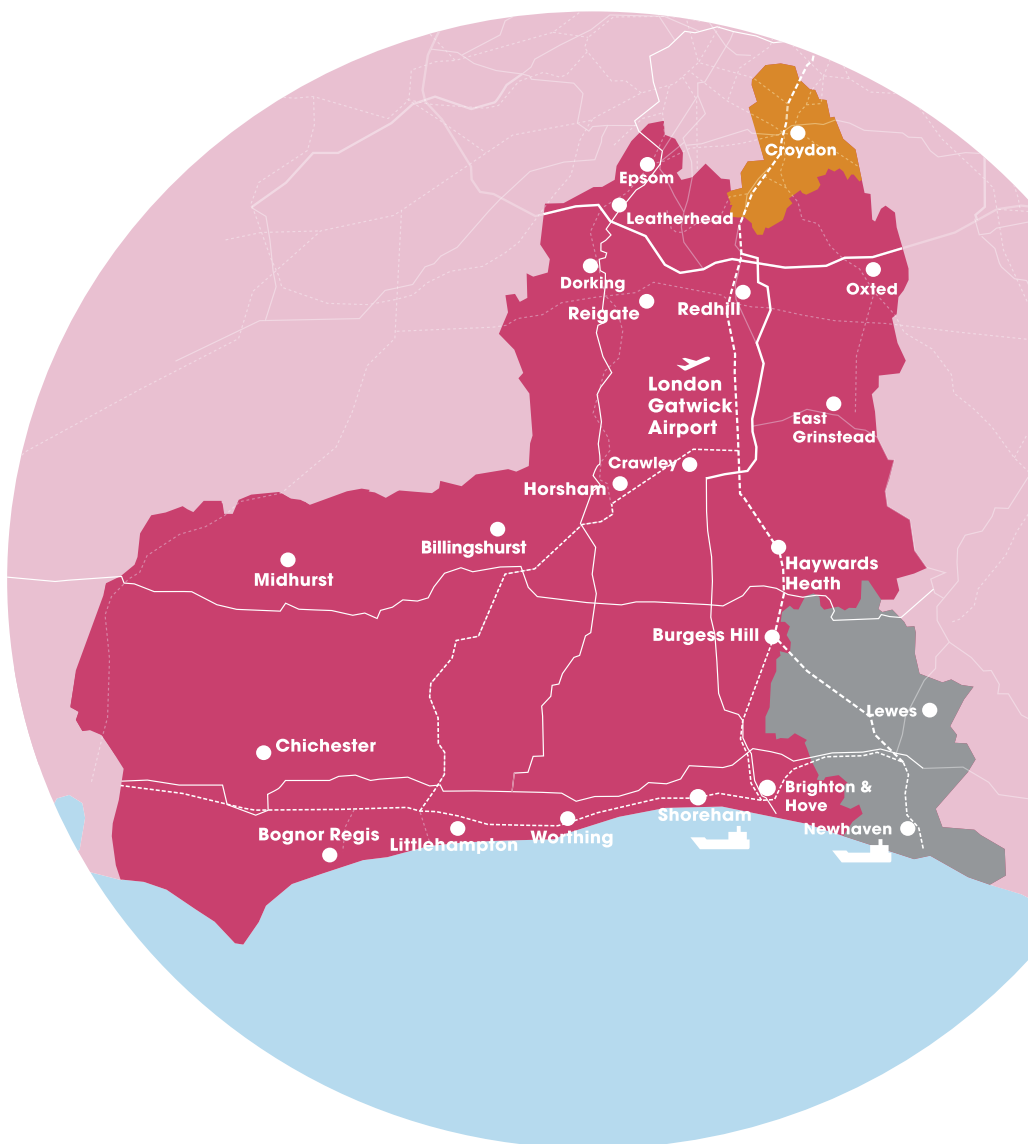 Croydon
Epsom
Leatherhead
Dorking
Oxted
Reigate
Redhill
London
Gatwick
Airport
East
Grinstead
Crawley
Horsham
Billingshurst
Midhurst
Haywards
Heath
Burgess Hill
Lewes
Chichester
Brighton &
Hove
Shoreham
Newhaven
Bognor Regis
Littlehampton
Worthing